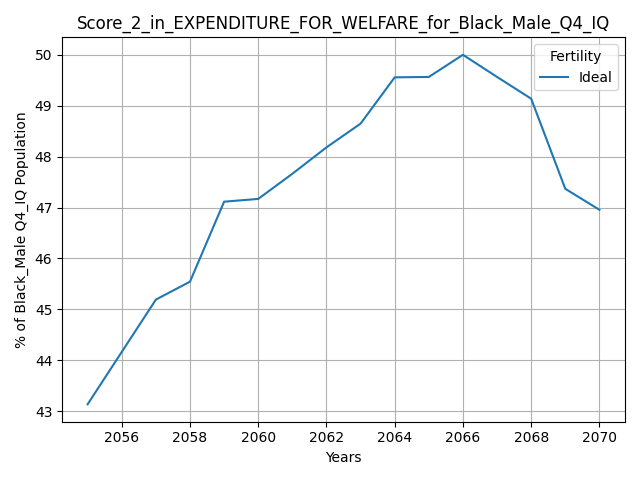 Score_2_in_EXPENDITURE_FOR_WELFARE_for_Black_Male_Q4_IQ
Fertility
Ideal
% of Black_Male Q4_IQ Population
50
49
48
47
46
45
44
43
2056 2058 2060 2062 2064 2066 2068 2070
Years